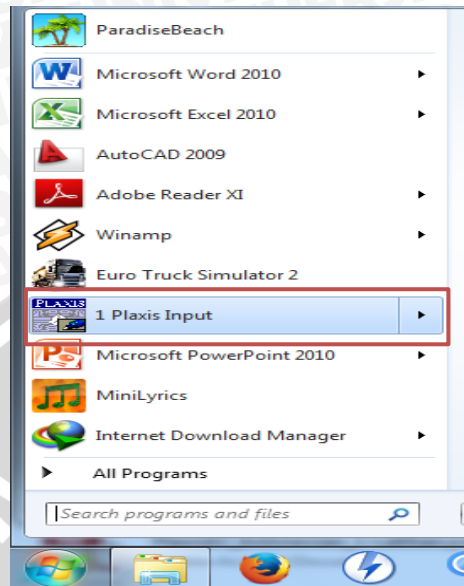 ParadiseBeach
Microsoft Word 2010
Microsoft Excel 2010
AutoCAD 2009
Adobe Reader XI
Winamp
Euro Truck Simulator 2
PLAXIS
1 Plaxis Input
Microsoft PowerPoint 2010
MiniLyrics
Internet Download Manager
All Programs
Search programs and files